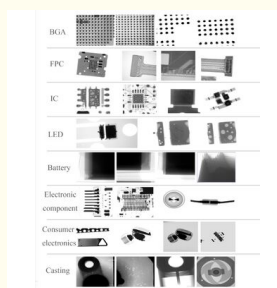 BGA
FPC
IC
LED
Battery
Electronic
component
Consumer
electronics
Casting